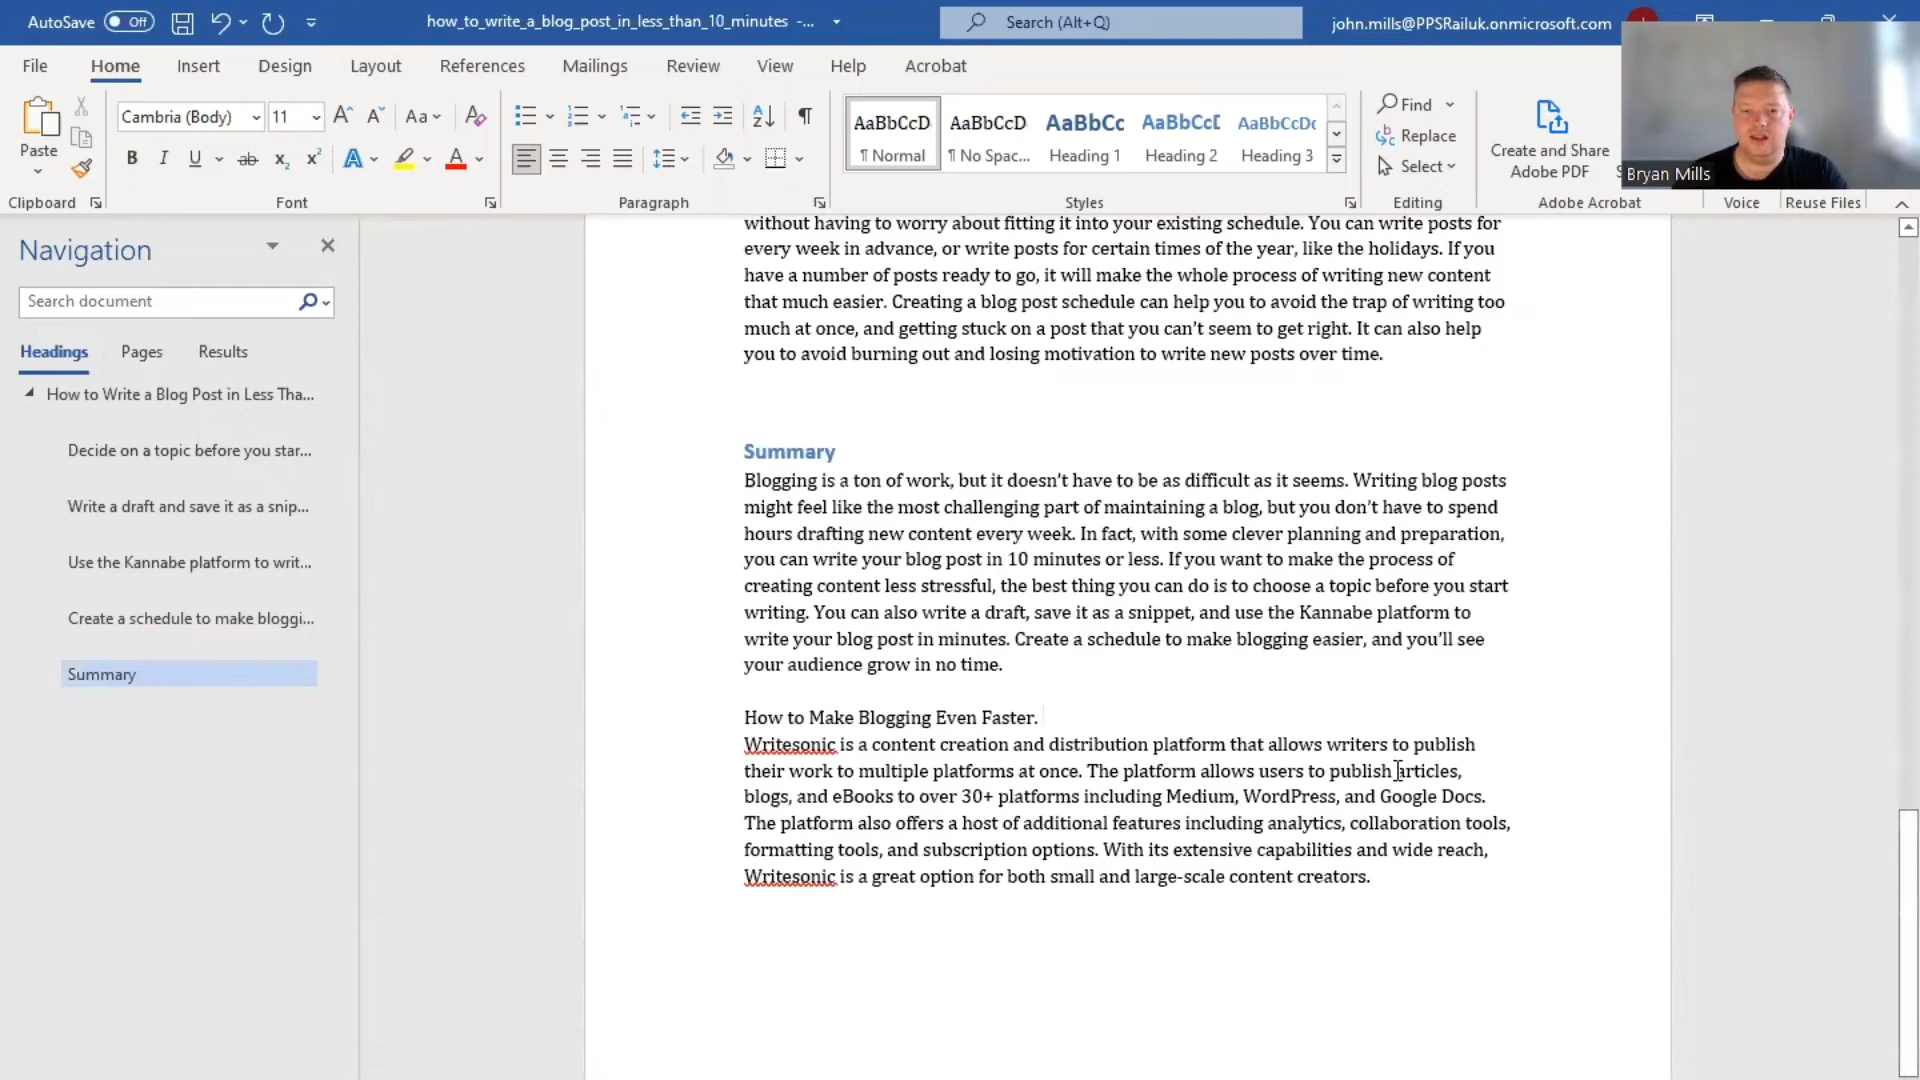 AutoSave Off how_to_write_a_blog_post_in_less_than_10_minutes -... Search (Alt+Q) john.mills@PPSRailuk.onmicrosoft.com
File Home Insert Design Layout References Mailings Review View Help Acrobat
Paste
Clipboard
Cambria (Body) 11
Font
Paragraph
AaBbCcD AaBbCcD AaBbCc AaBbCcD AaBbCcDc
¶ Normal ¶ No Spac... Heading 1 Heading 2 Heading 3
Styles
Find
Replace
Select
Editing
Create and Share
Adobe PDF
Adobe Acrobat
Voice
Reuse Files
Bryan Mills
Navigation
Search document
Headings Pages Results
How to Write a Blog Post in Less Tha...
Decide on a topic before you star...
Write a draft and save it as a snip...
Use the Kannabe platform to writ...
Create a schedule to make bloggi...
Summary
without having to worry about fitting it into your existing schedule. You can write posts for
every week in advance, or write posts for certain times of the year, like the holidays. If you
have a number of posts ready to go, it will make the whole process of writing new content
that much easier. Creating a blog post schedule can help you to avoid the trap of writing too
much at once, and getting stuck on a post that you can’t seem to get right. It can also help
you to avoid burning out and losing motivation to write new posts over time.
Summary
Blogging is a ton of work, but it doesn’t have to be as difficult as it seems. Writing blog posts
might feel like the most challenging part of maintaining a blog, but you don’t have to spend
hours drafting new content every week. In fact, with some clever planning and preparation,
you can write your blog post in 10 minutes or less. If you want to make the process of
creating content less stressful, the best thing you can do is to choose a topic before you start
writing. You can also write a draft, save it as a snippet, and use the Kannabe platform to
write your blog post in minutes. Create a schedule to make blogging easier, and you’ll see
your audience grow in no time.
How to Make Blogging Even Faster.
Writesonic is a content creation and distribution platform that allows writers to publish
their work to multiple platforms at once. The platform allows users to publish articles,
blogs, and eBooks to over 30+ platforms including Medium, WordPress, and Google Docs.
The platform also offers a host of additional features including analytics, collaboration tools,
formatting tools, and subscription options. With its extensive capabilities and wide reach,
Writesonic is a great option for both small and large-scale content creators.